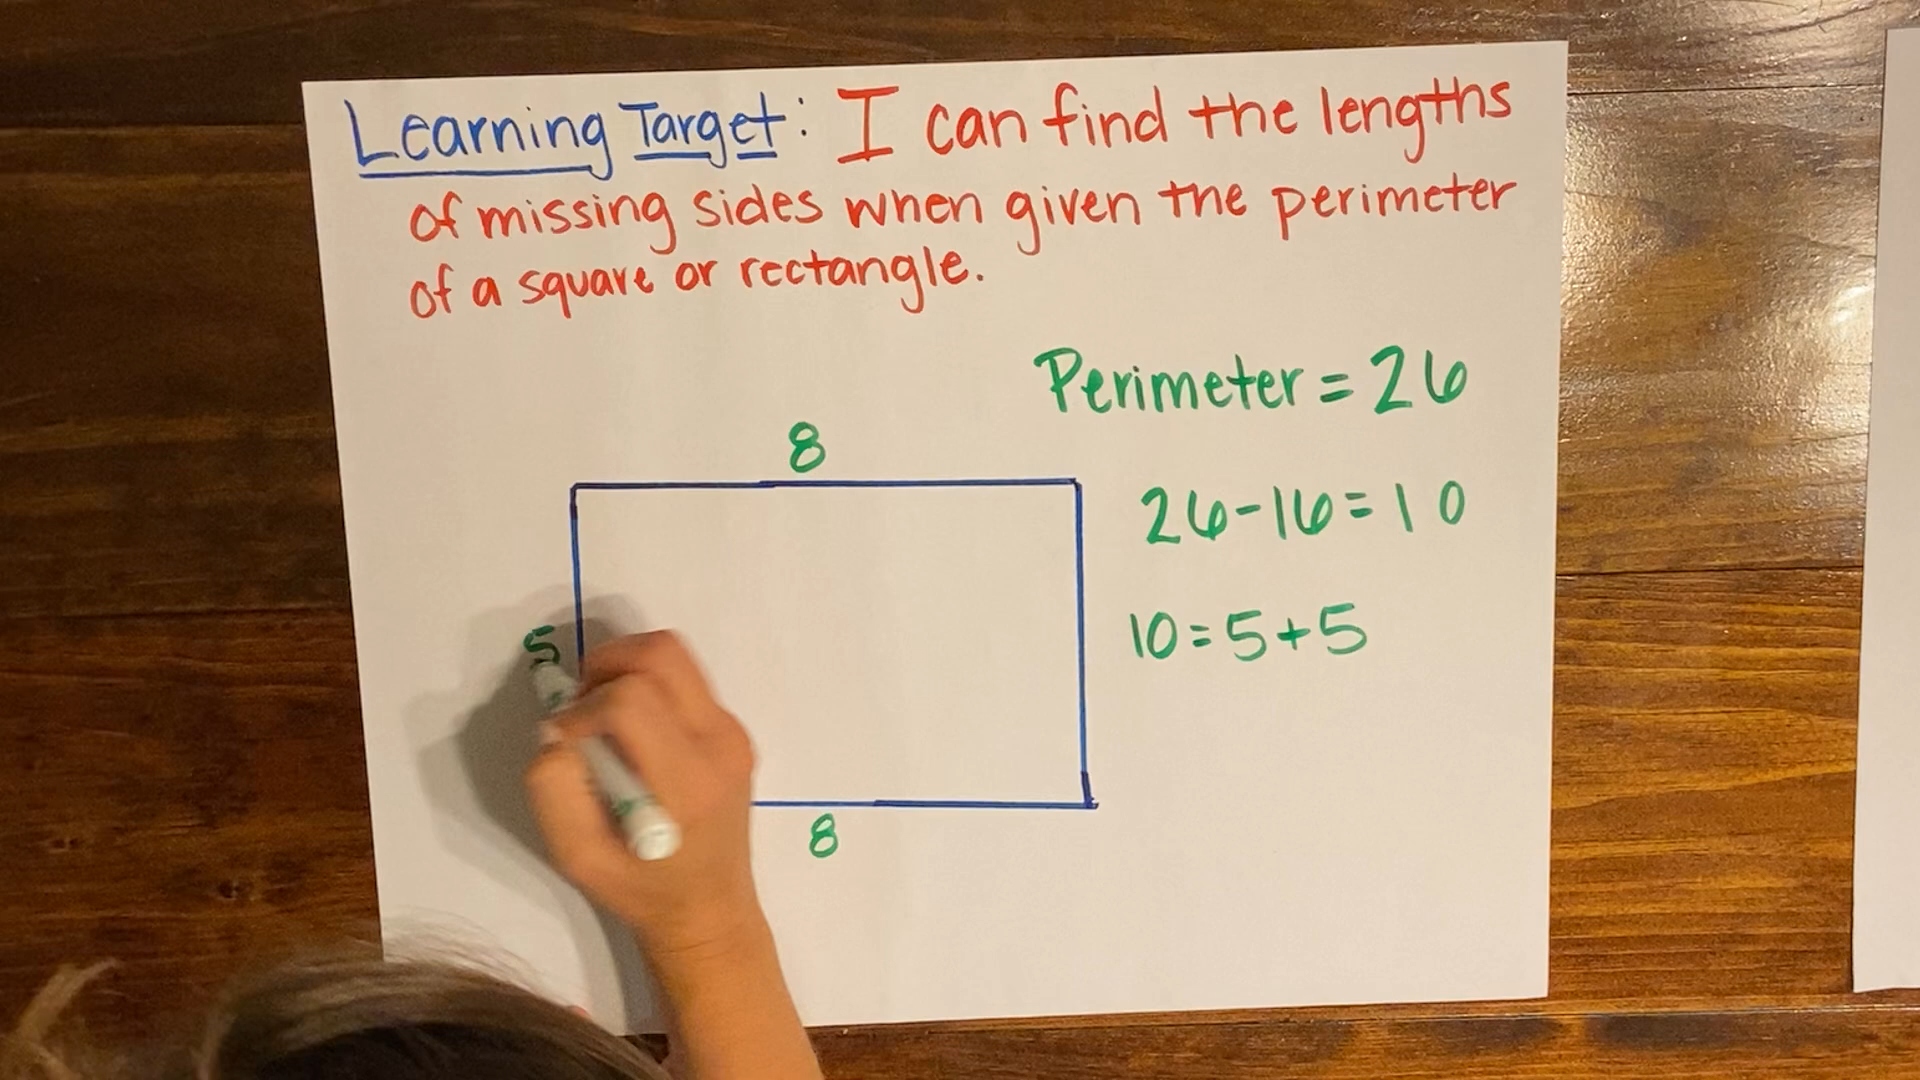 Learning Target: I can find the lengths
of missing sides when given the perimeter
of a square or rectangle.
Perimeter = 26
8
26-16=10
5
10=5+5
8